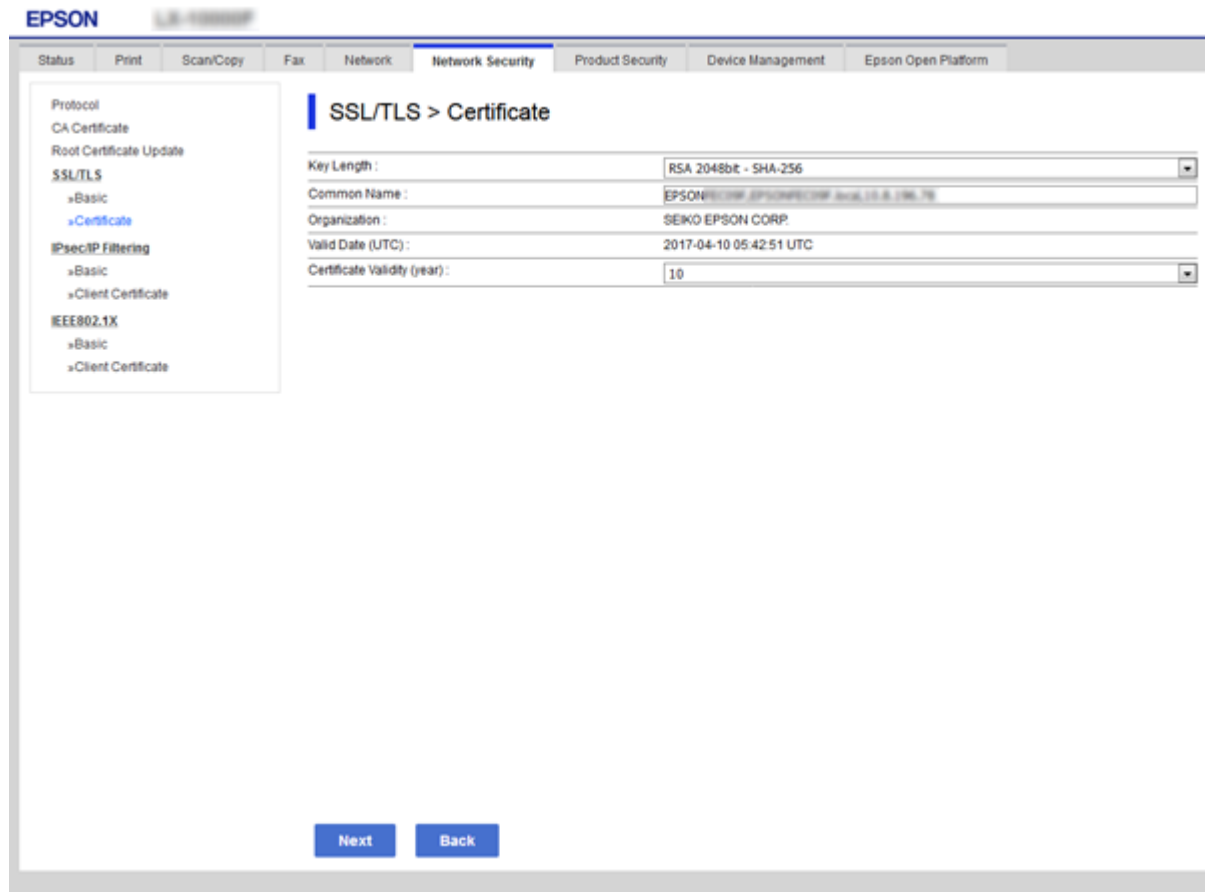 EPSON
Status Print Scan/Copy Fax Network Network Security Product Security Device Management Epson Open Platform
Protocol
CA Certificate
Root Certificate Update
SSL/TLS
»Basic
»Certificate
IPsec/IP Filtering
»Basic
»Client Certificate
IEEE802.1X
»Basic
»Client Certificate
SSL/TLS > Certificate
Key Length : RSA 2048bit - SHA-256
Common Name : EPSON
Organization : SEIKO EPSON CORP.
Valid Date (UTC) : 2017-04-10 05:42:51 UTC
Certificate Validity (year) : 10
Next Back